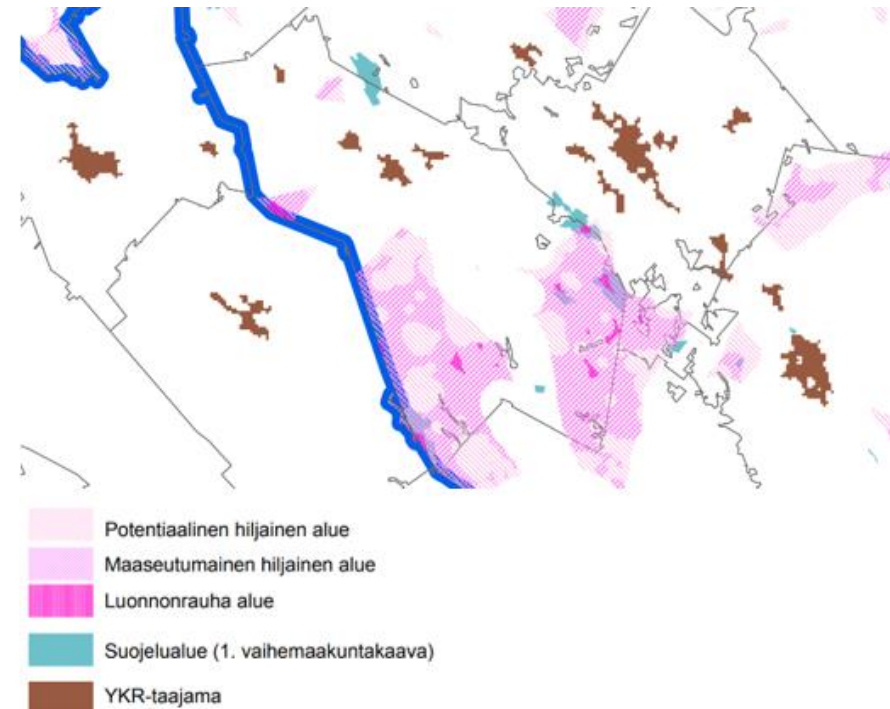 Potentiaalinen hiljainen alue
Maaseutumainen hiljainen alue
Luonnonrauha alue
Suojelualue (1. vaihemaakuntakaava)
YKR-taajama